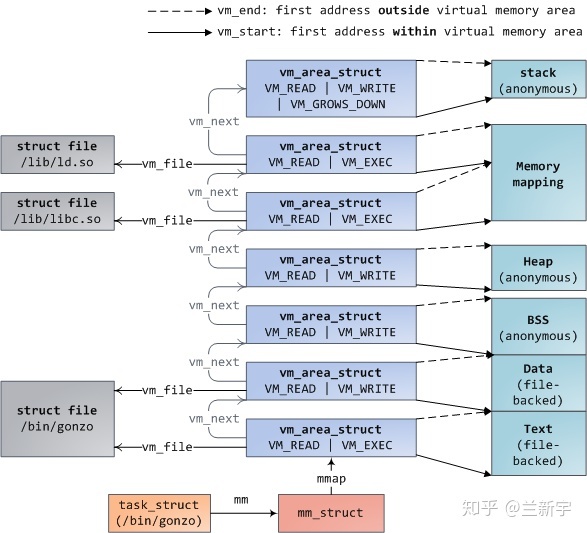 vm_end: first address outside virtual memory area
vm_start: first address within virtual memory area
vm_area_struct
VM_READ | VM_WRITE
| VM_GROWS_DOWN
stack
(anonymous)
vm_next
struct file
/lib/ld.so
vm_file
vm_area_struct
VM_READ | VM_EXEC
Memory
mapping
vm_next
struct file
/lib/libc.so
vm_file
vm_area_struct
VM_READ | VM_EXEC
vm_next
vm_area_struct
VM_READ | VM_WRITE
Heap
(anonymous)
vm_next
vm_area_struct
VM_READ | VM_WRITE
BSS
(anonymous)
vm_next
vm_area_struct
VM_READ | VM_WRITE
Data
(file-
backed)
vm_file
vm_next
struct file
/bin/gonzo
vm_file
vm_area_struct
VM_READ | VM_EXEC
Text
(file-
backed)
mmap
task_struct
(/bin/gonzo)
mm
mm_struct
知乎 @兰新宇